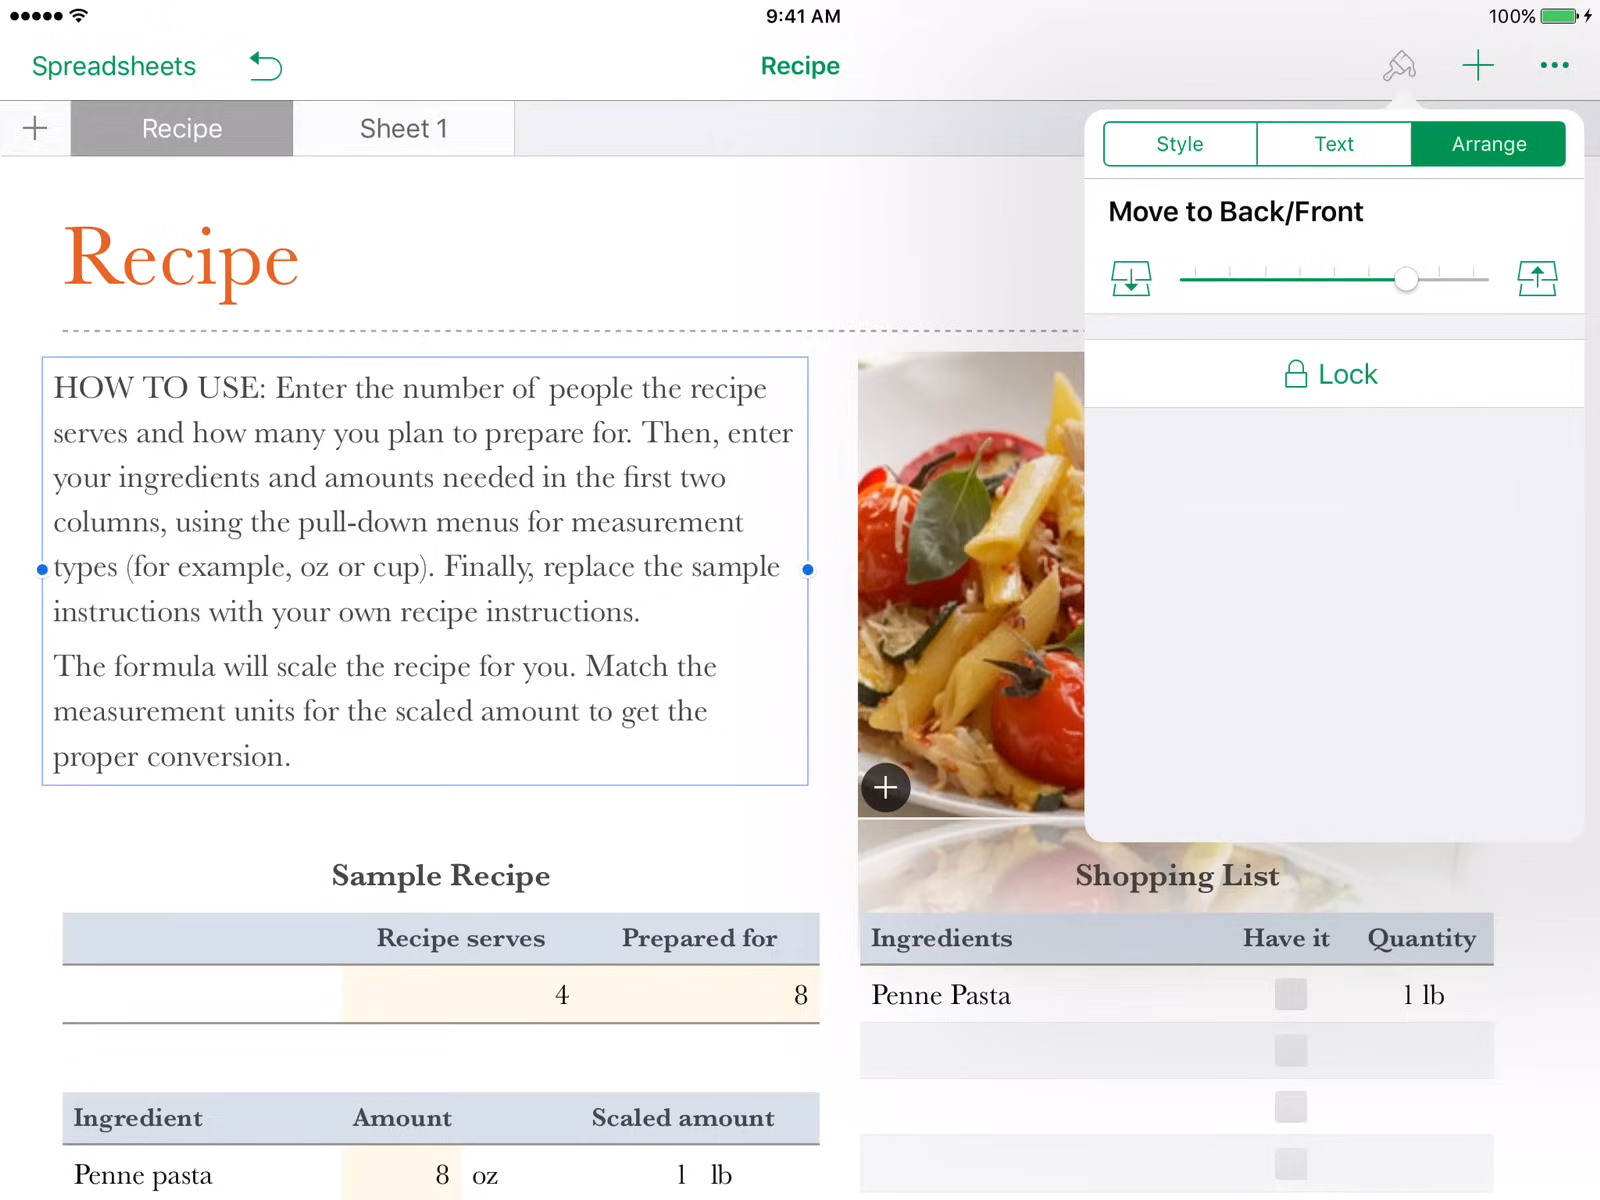 9:41 AM
100%
Spreadsheets
Recipe
Recipe
Sheet 1
Style
Text
Arrange
Move to Back/Front
Lock
Recipe
HOW TO USE: Enter the number of people the recipe
serves and how many you plan to prepare for. Then, enter
your ingredients and amounts needed in the first two
columns, using the pull-down menus for measurement
types (for example, oz or cup). Finally, replace the sample
instructions with your own recipe instructions.
The formula will scale the recipe for you. Match the
measurement units for the scaled amount to get the
proper conversion.
Sample Recipe
Recipe serves Prepared for
4 8
Ingredient Amount Scaled amount
Penne pasta 8 oz 1 lb
Shopping List
Ingredients Have it Quantity
Penne Pasta 1 lb